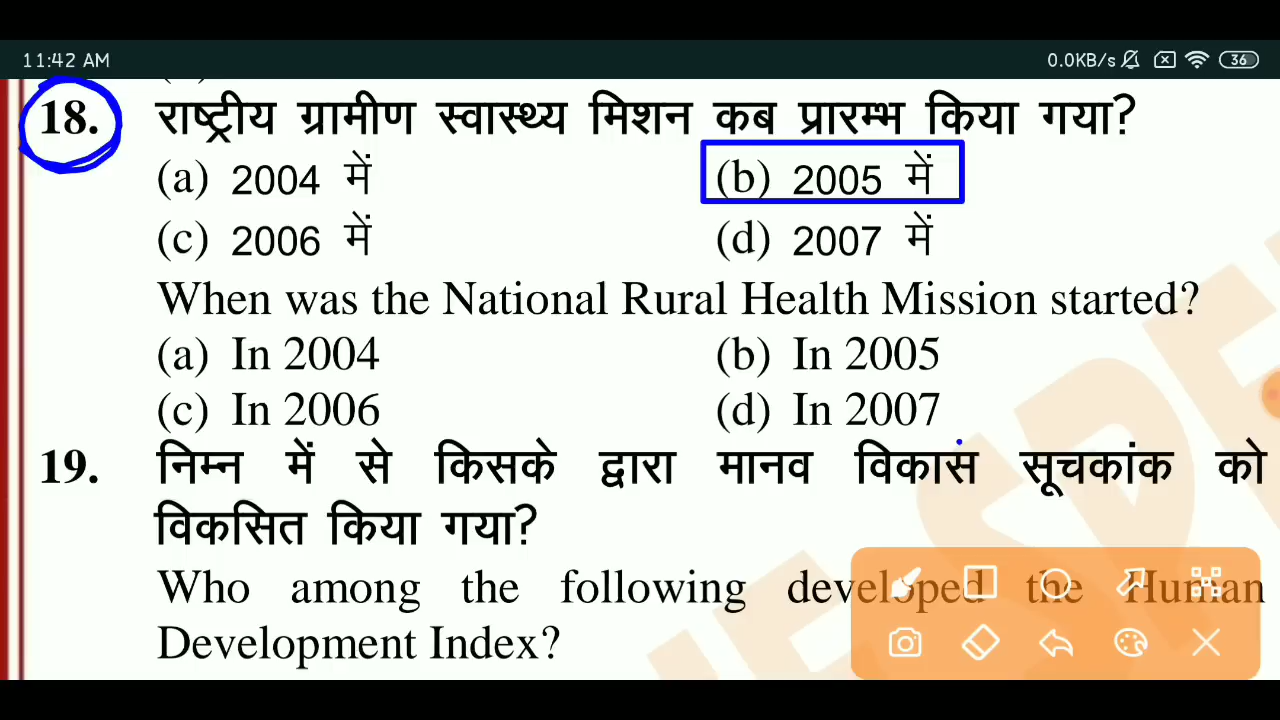 11:42 AM 0.0KB/s 36
18. राष्ट्रीय ग्रामीण स्वास्थ्य मिशन कब प्रारम्भ किया गया?
(a) 2004 में (b) 2005 में
(c) 2006 में (d) 2007 में
When was the National Rural Health Mission started?
(a) In 2004 (b) In 2005
(c) In 2006 (d) In 2007
19. निम्न में से किसके द्वारा मानव विकास सूचकांक को
विकसित किया गया?
Who among the following developed the Human
Development Index?